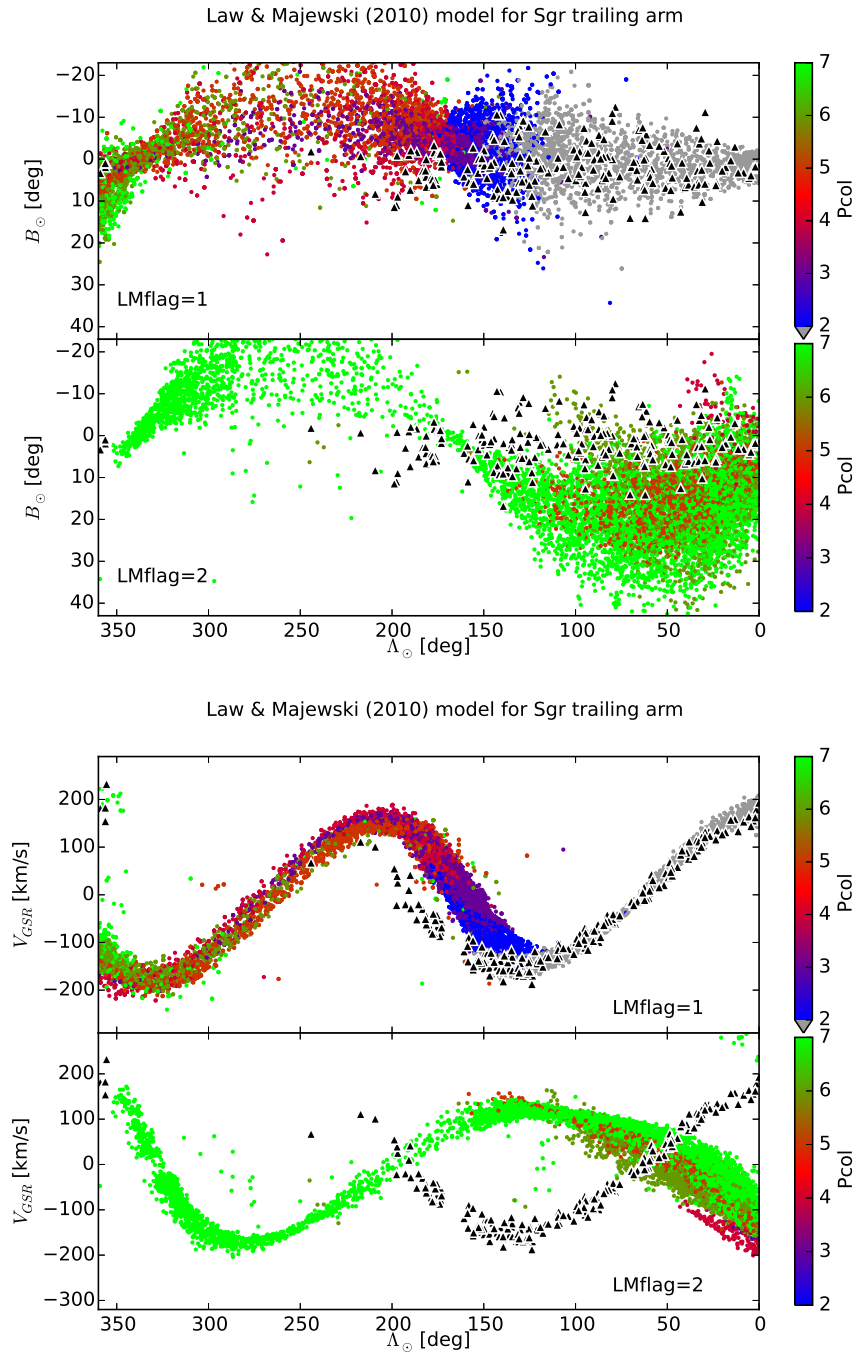 Law & Majewski (2010) model for Sgr trailing arm
−20
−10
0
10
20
30
40
B☉ [deg]
LMflag=1
7
6
5
4
3
2
Pcol
−20
−10
0
10
20
30
40
B☉ [deg]
LMflag=2
7
6
5
4
3
2
Pcol
350 300 250 200 150 100 50 0
Λ☉ [deg]
Law & Majewski (2010) model for Sgr trailing arm
200
100
0
−100
−200
V_GSR [km/s]
LMflag=1
7
6
5
4
3
2
Pcol
200
100
0
−100
−200
−300
V_GSR [km/s]
LMflag=2
7
6
5
4
3
2
Pcol
350 300 250 200 150 100 50 0
Λ☉ [deg]